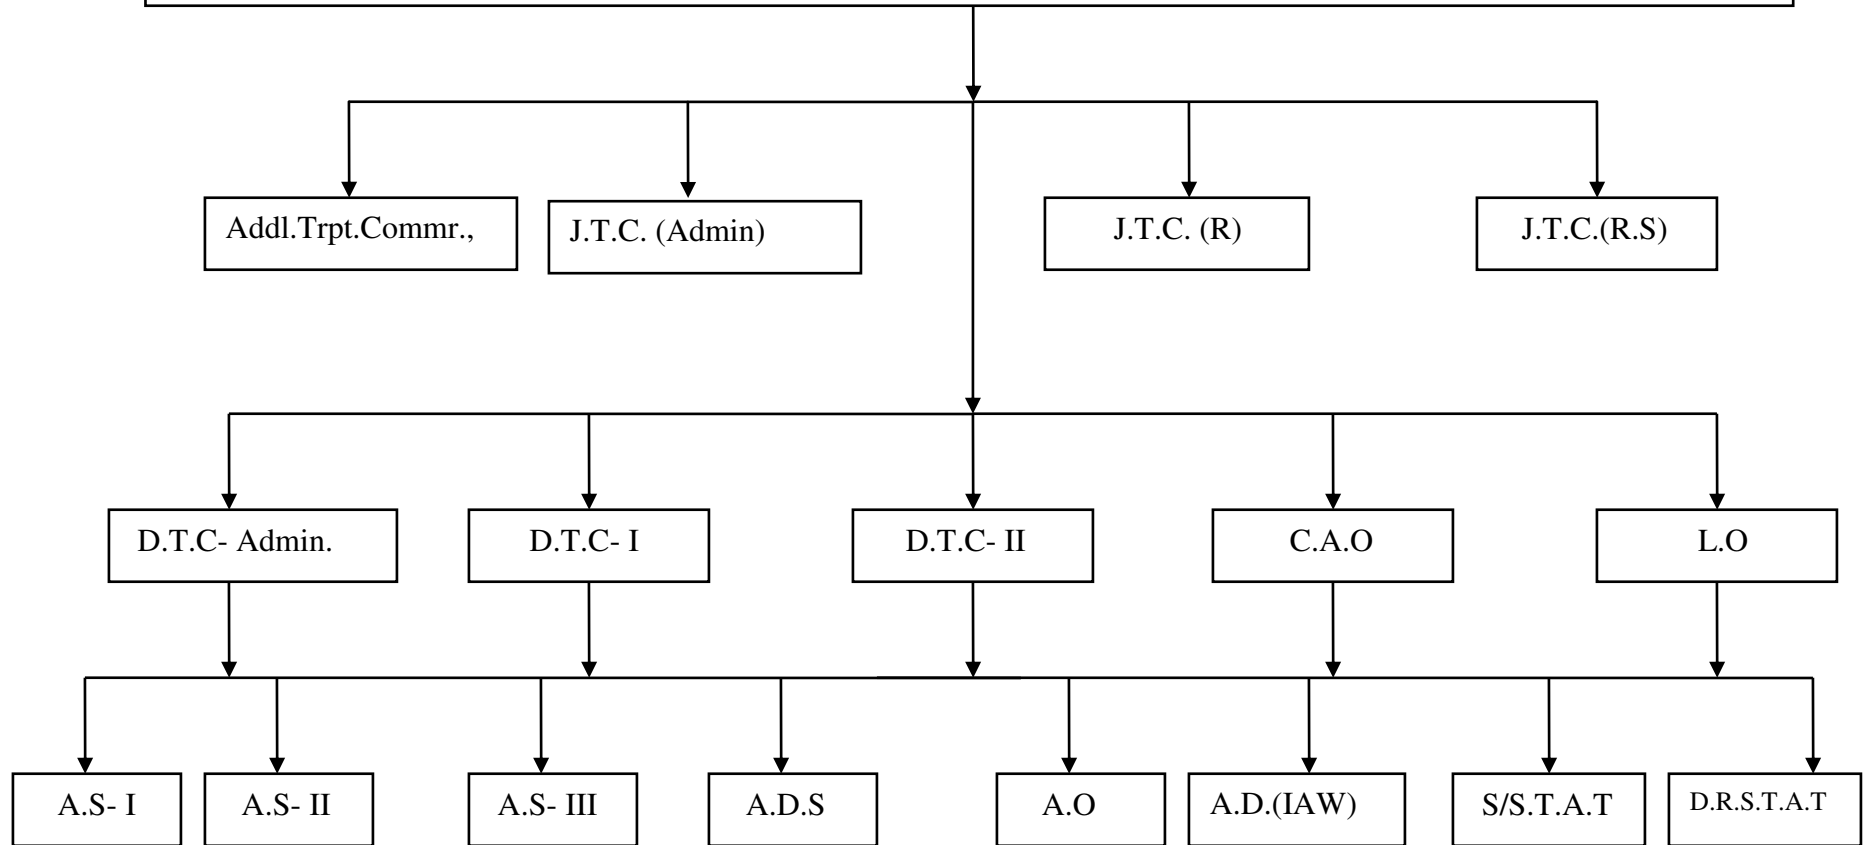 Addl.Trpt.Commr.,
J.T.C. (Admin)
J.T.C. (R)
J.T.C.(R.S)
D.T.C- Admin.
D.T.C- I
D.T.C- II
C.A.O
L.O
A.S- I
A.S- II
A.S- III
A.D.S
A.O
A.D.(IAW)
S/S.T.A.T
D.R.S.T.A.T